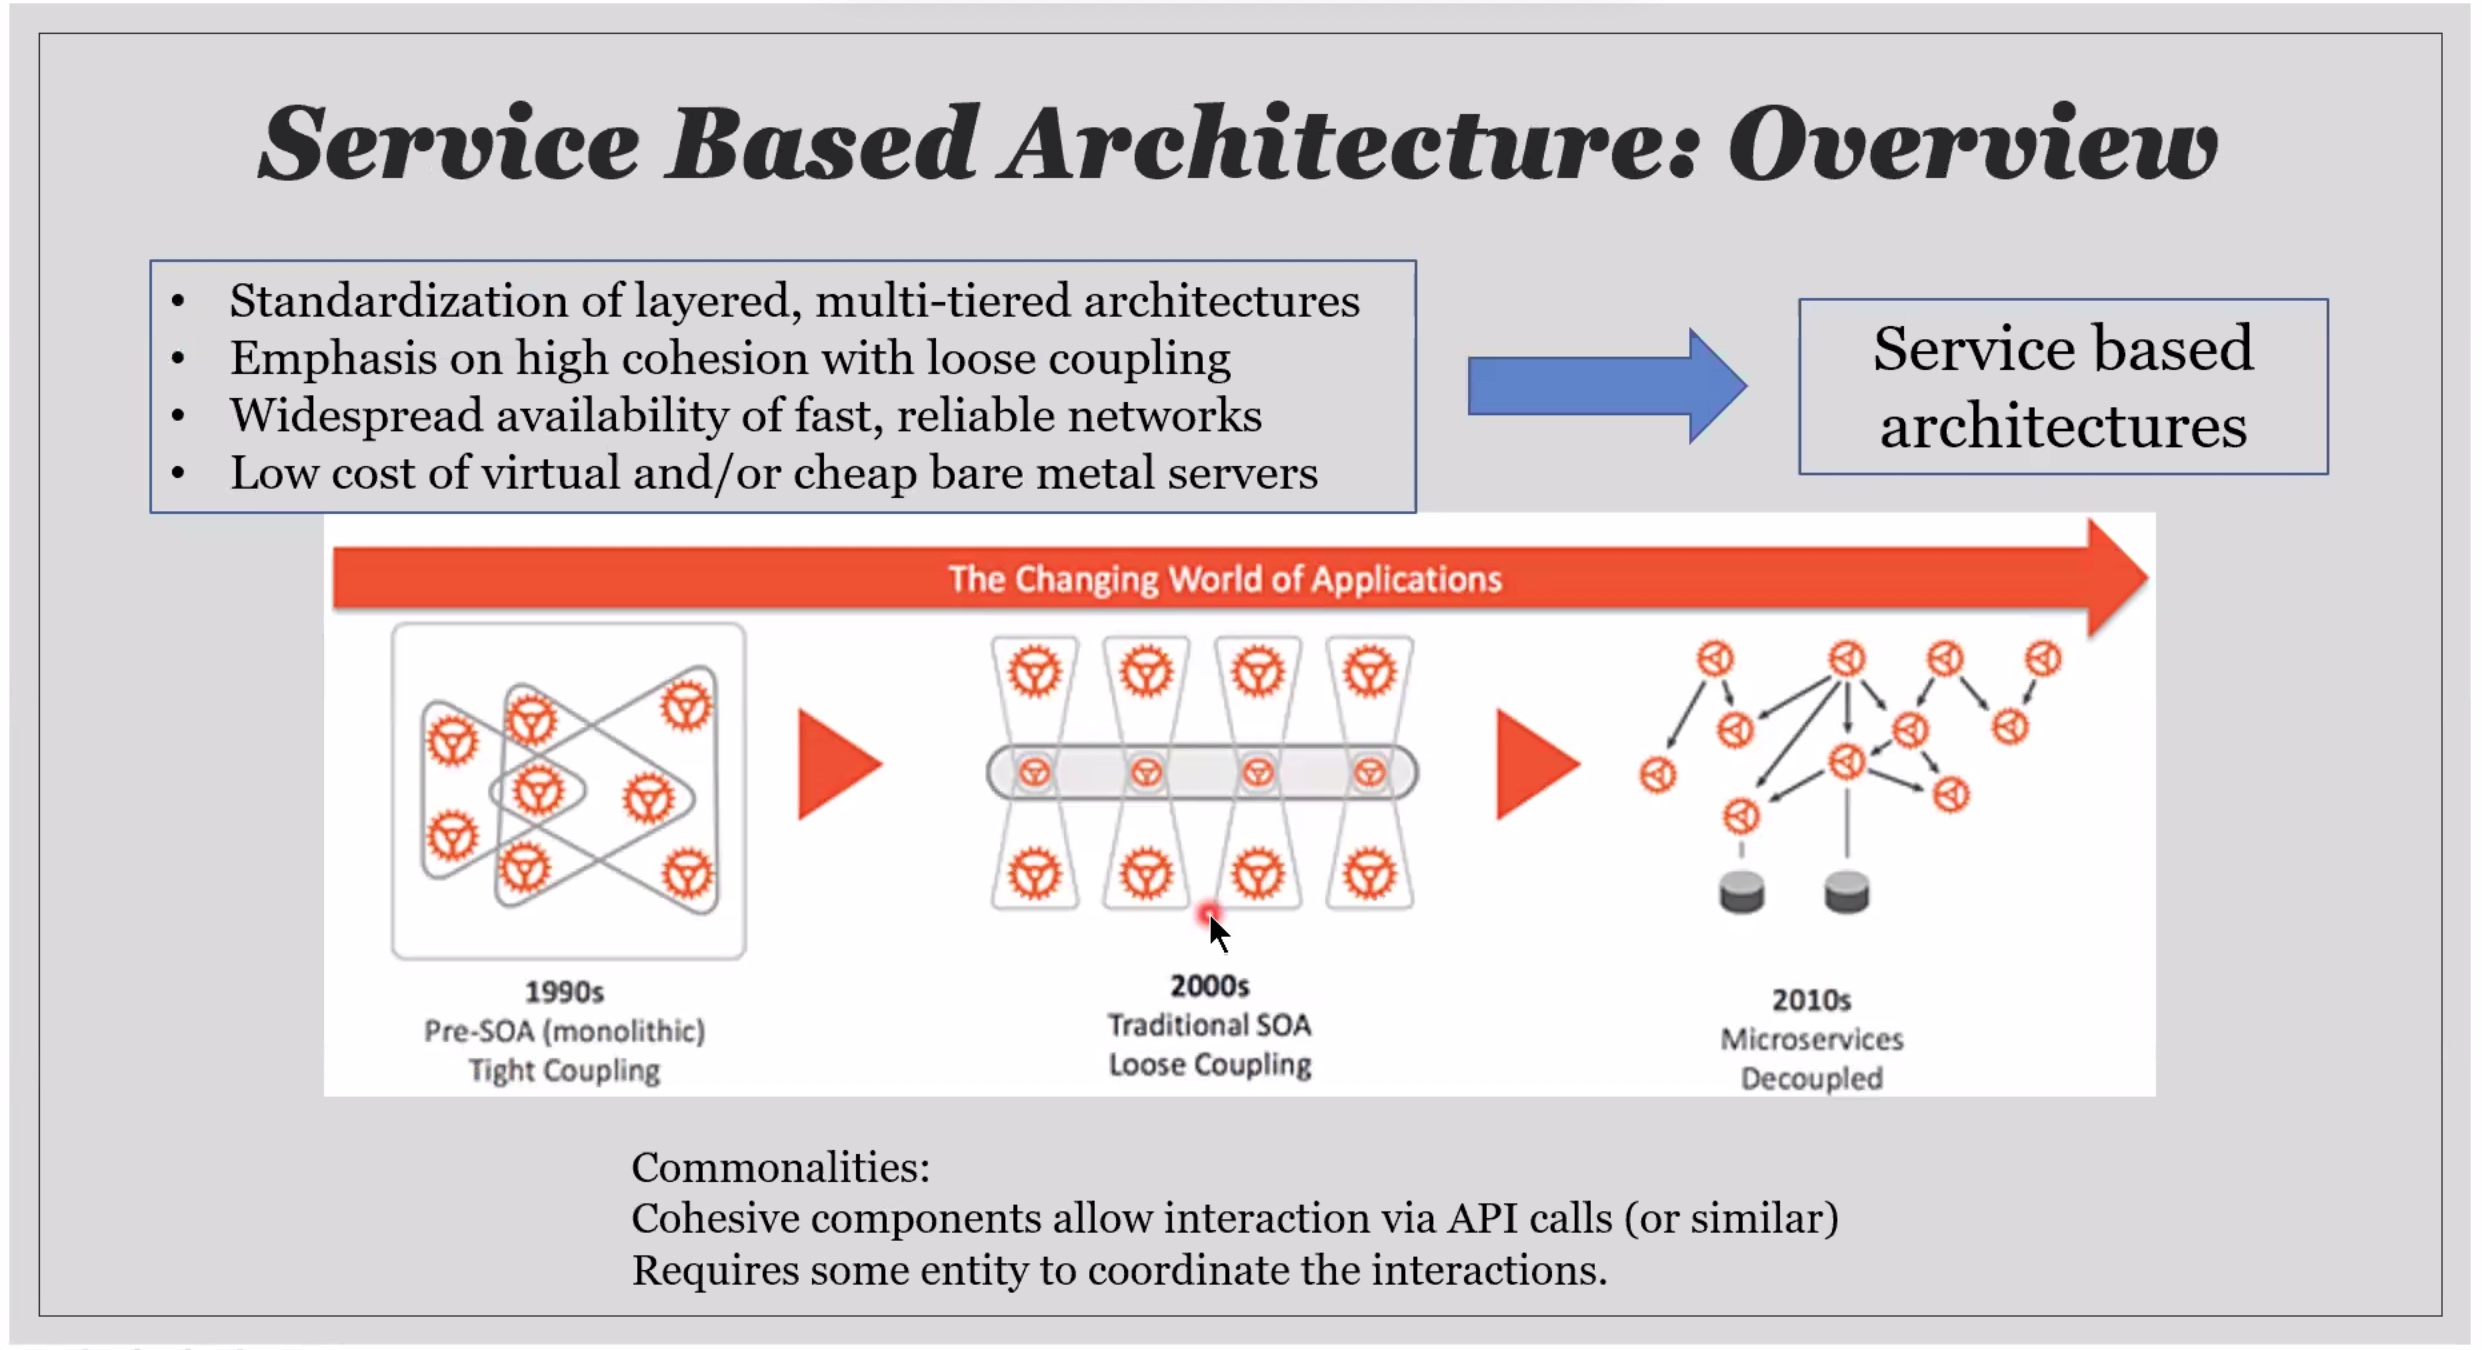 Service Based Architecture: Overview
• Standardization of layered, multi-tiered architectures
• Emphasis on high cohesion with loose coupling
• Widespread availability of fast, reliable networks
• Low cost of virtual and/or cheap bare metal servers
Service based
architectures
The Changing World of Applications
1990s
Pre-SOA (monolithic)
Tight Coupling
2000s
Traditional SOA
Loose Coupling
2010s
Microservices
Decoupled
Commonalities:
Cohesive components allow interaction via API calls (or similar)
Requires some entity to coordinate the interactions.